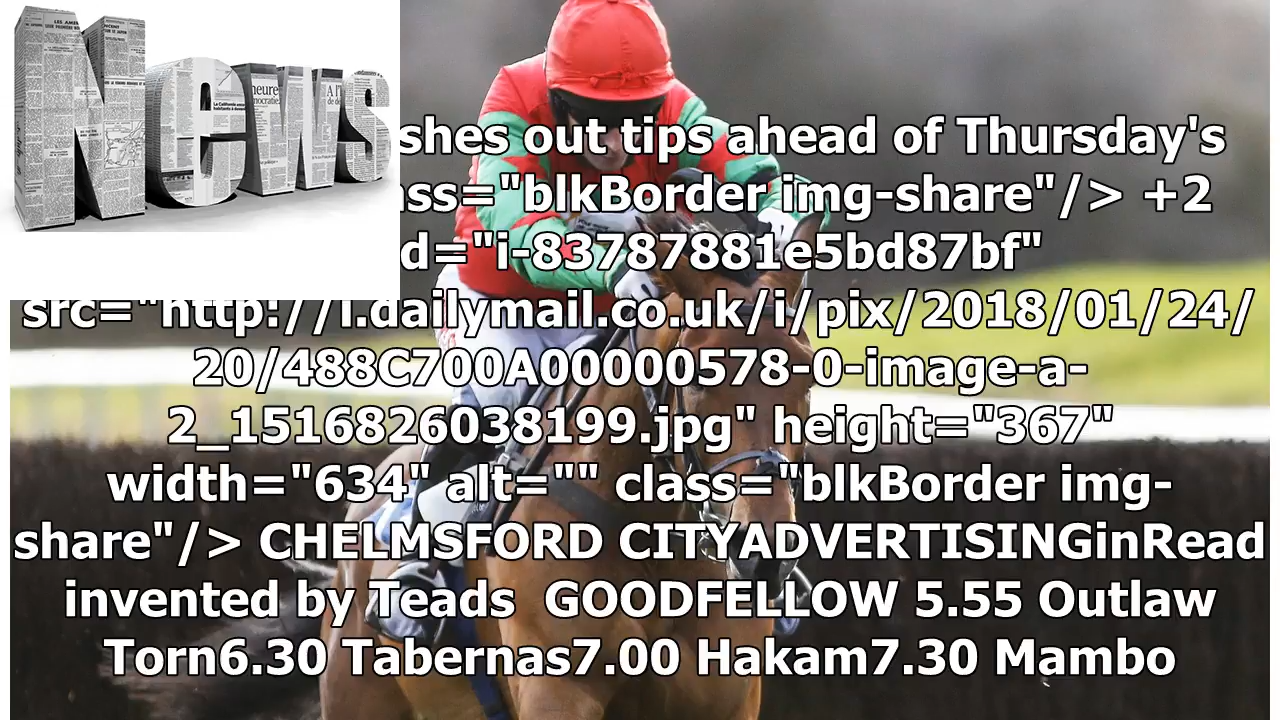 News
shes out tips ahead of Thursday's
ass="blkBorder img-share"/> +2
d="i-83787881e5bd87bf"
src="http://i.dailymail.co.uk/i/pix/2018/01/24/
20/488C700A00000578-0-image-a-
2_1516826038199.jpg" height="367"
width="634" alt="" class="blkBorder img-
share"/> CHELMSFORD CITYADVERTISINGinRead
invented by Teads GOODFELLOW 5.55 Outlaw
Torn6.30 Tabernas7.00 Hakam7.30 Mambo